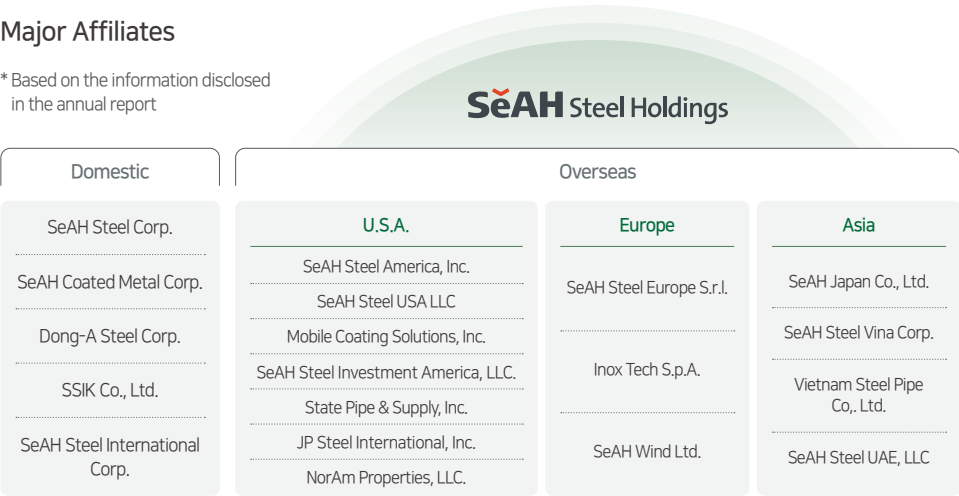 Major Affiliates
* Based on the information disclosed
in the annual report
SěAH Steel Holdings
Domestic
Overseas
SeAH Steel Corp.
SeAH Coated Metal Corp.
Dong-A Steel Corp.
SSIK Co., Ltd.
SeAH Steel International
Corp.
U.S.A.
SeAH Steel America, Inc.
SeAH Steel USA LLC
Mobile Coating Solutions, Inc.
SeAH Steel Investment America, LLC.
State Pipe & Supply, Inc.
JP Steel International, Inc.
NorAm Properties, LLC.
Europe
SeAH Steel Europe S.r.l.
Inox Tech S.p.A.
SeAH Wind Ltd.
Asia
SeAH Japan Co., Ltd.
SeAH Steel Vina Corp.
Vietnam Steel Pipe
Co,. Ltd.
SeAH Steel UAE, LLC